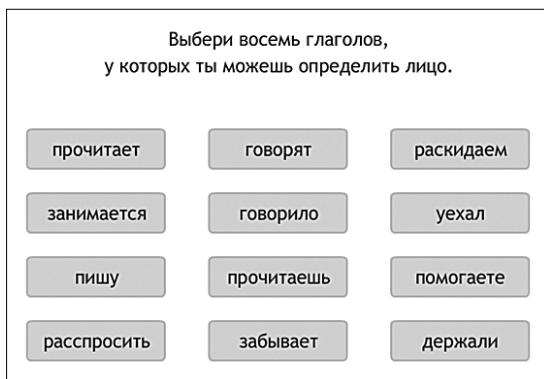 Выбери восемь глаголов,
у которых ты можешь определить лицо.
прочитает говорят раскидаем
занимается говорило уехал
пишу прочитаешь помогаете
расспросить забывает держали